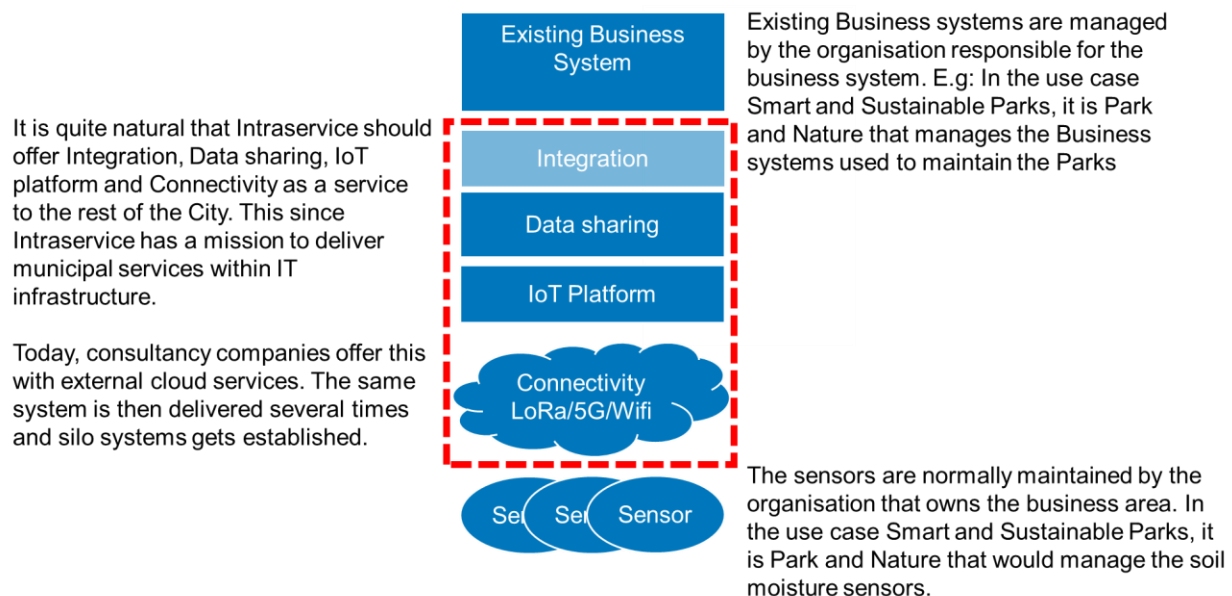 Existing Business
System
Existing Business systems are managed
by the organisation responsible for the
business system. E.g: In the use case
Smart and Sustainable Parks, it is Park
and Nature that manages the Business
systems used to maintain the Parks
It is quite natural that Intraservice should
offer Integration, Data sharing, IoT
platform and Connectivity as a service
to the rest of the City. This since
Intraservice has a mission to deliver
municipal services within IT
infrastructure.
Today, consultancy companies offer this
with external cloud services. The same
system is then delivered several times
and silo systems gets established.
Integration
Data sharing
IoT Platform
Connectivity
LoRa/5G/Wifi
Se
Se
Sensor
The sensors are normally maintained by the
organisation that owns the business area. In
the use case Smart and Sustainable Parks, it
is Park and Nature that would manage the soil
moisture sensors.